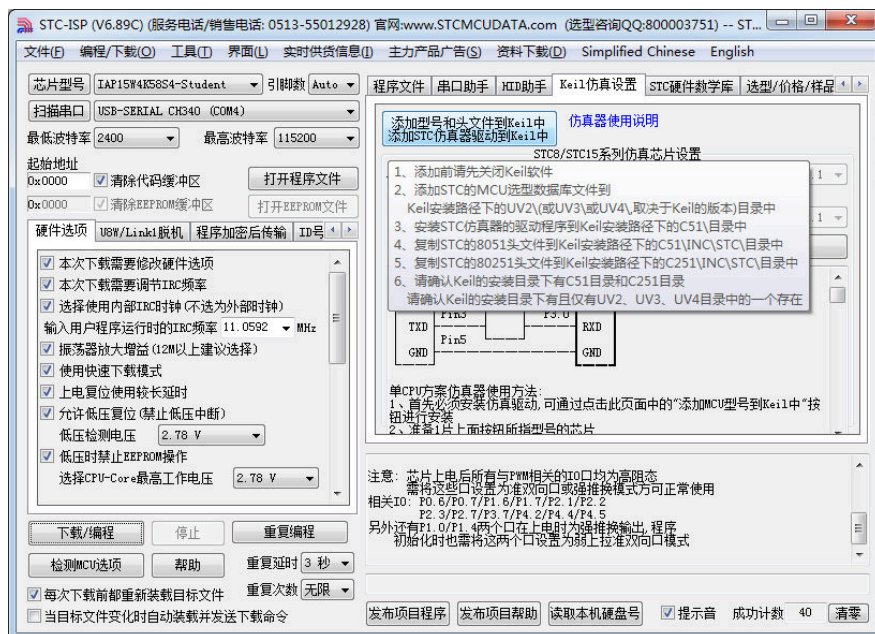 STC-ISP (V6.89C) (服务电话/销售电话: 0513-55012928) 官网:www.STCMCUDATA.com (选型咨询QQ:800003751) -- ST...
文件(F) 编程/下载(O) 工具(T) 界面(L) 实时供货信息(I) 主力产品广告(S) 资料下载(D) Simplified Chinese English
芯片型号 IAP15W4K58S4-Student 引脚数 Auto
扫描串口 USB-SERIAL CH340 (COM4)
最低波特率 2400 最高波特率 115200
起始地址
0x0000 清除代码缓冲区 打开程序文件
0x0000 清除EEPROM缓冲区 打开EEPROM文件
硬件选项 U8W/Link1脱机 程序加密后传输 ID号
本次下载需要修改硬件选项
本次下载需要调节IRC频率
选择使用内部IRC时钟(不选为外部时钟)
输入用户程序运行时的IRC频率 11.0592 MHz
振荡器放大增益(12M以上建议选择)
使用快速下载模式
上电复位使用较长延时
允许低压复位(禁止低压中断)
低压检测电压 2.78 V
低压时禁止EEPROM操作
选择CPU-Core最高工作电压 2.78 V
下载/编程 停止 重复编程
检测MCU选项 帮助 重复延时 3 秒
每次下载前都重新装载目标文件 重复次数 无限
当目标文件变化时自动装载并发送下载命令
程序文件 串口助手 HID助手 Keil仿真设置 STC硬件数学库 选型/价格/样品
添加型号和头文件到Keil中
添加STC仿真器驱动到Keil中
仿真器使用说明
STC8/STC15系列仿真芯片设置
1
1
1、添加前请先关闭Keil软件
2、添加STC的MCU选型数据库文件到
Keil安装路径下的UV2\(或UV3\或UV4\,取决于Keil的版本)目录中
3、安装STC仿真器的驱动程序到Keil安装路径下的C51\目录中
4、复制STC的8051头文件到Keil安装路径下的C51\INC\STC\目录中
5、复制STC的80251头文件到Keil安装路径下的C251\INC\STC\目录中
6、请确认Keil的安装目录下有C51目录和C251目录
请确认Keil的安装目录下有且仅有UV2、UV3、UV4目录中的一个存在
Pin3 P3.0
TXD RXD
Pin5
GND GND
单CPU方案仿真器使用方法:
1、首先必须安装仿真驱动,可通过点击此页面中的"添加MCU型号到Keil中"按
钮进行安装
2、准备1片上面按钮所指型号的芯片
注意: 芯片上电后所有与PWM相关的IO口均为高阻态
需将这些口设置为准双向口或强推挽模式方可正常使用
相关IO: P0.6/P0.7/P1.6/P1.7/P2.1/P2.2
P2.3/P2.7/P3.7/P4.2/P4.4/P4.5
另外还有P1.0/P1.4两个口在上电时为强推挽输出,程序
初始化时也需将这两个口设置为弱上拉准双向口模式
发布项目程序 发布项目帮助 读取本机硬盘号 提示音 成功计数 40 清零